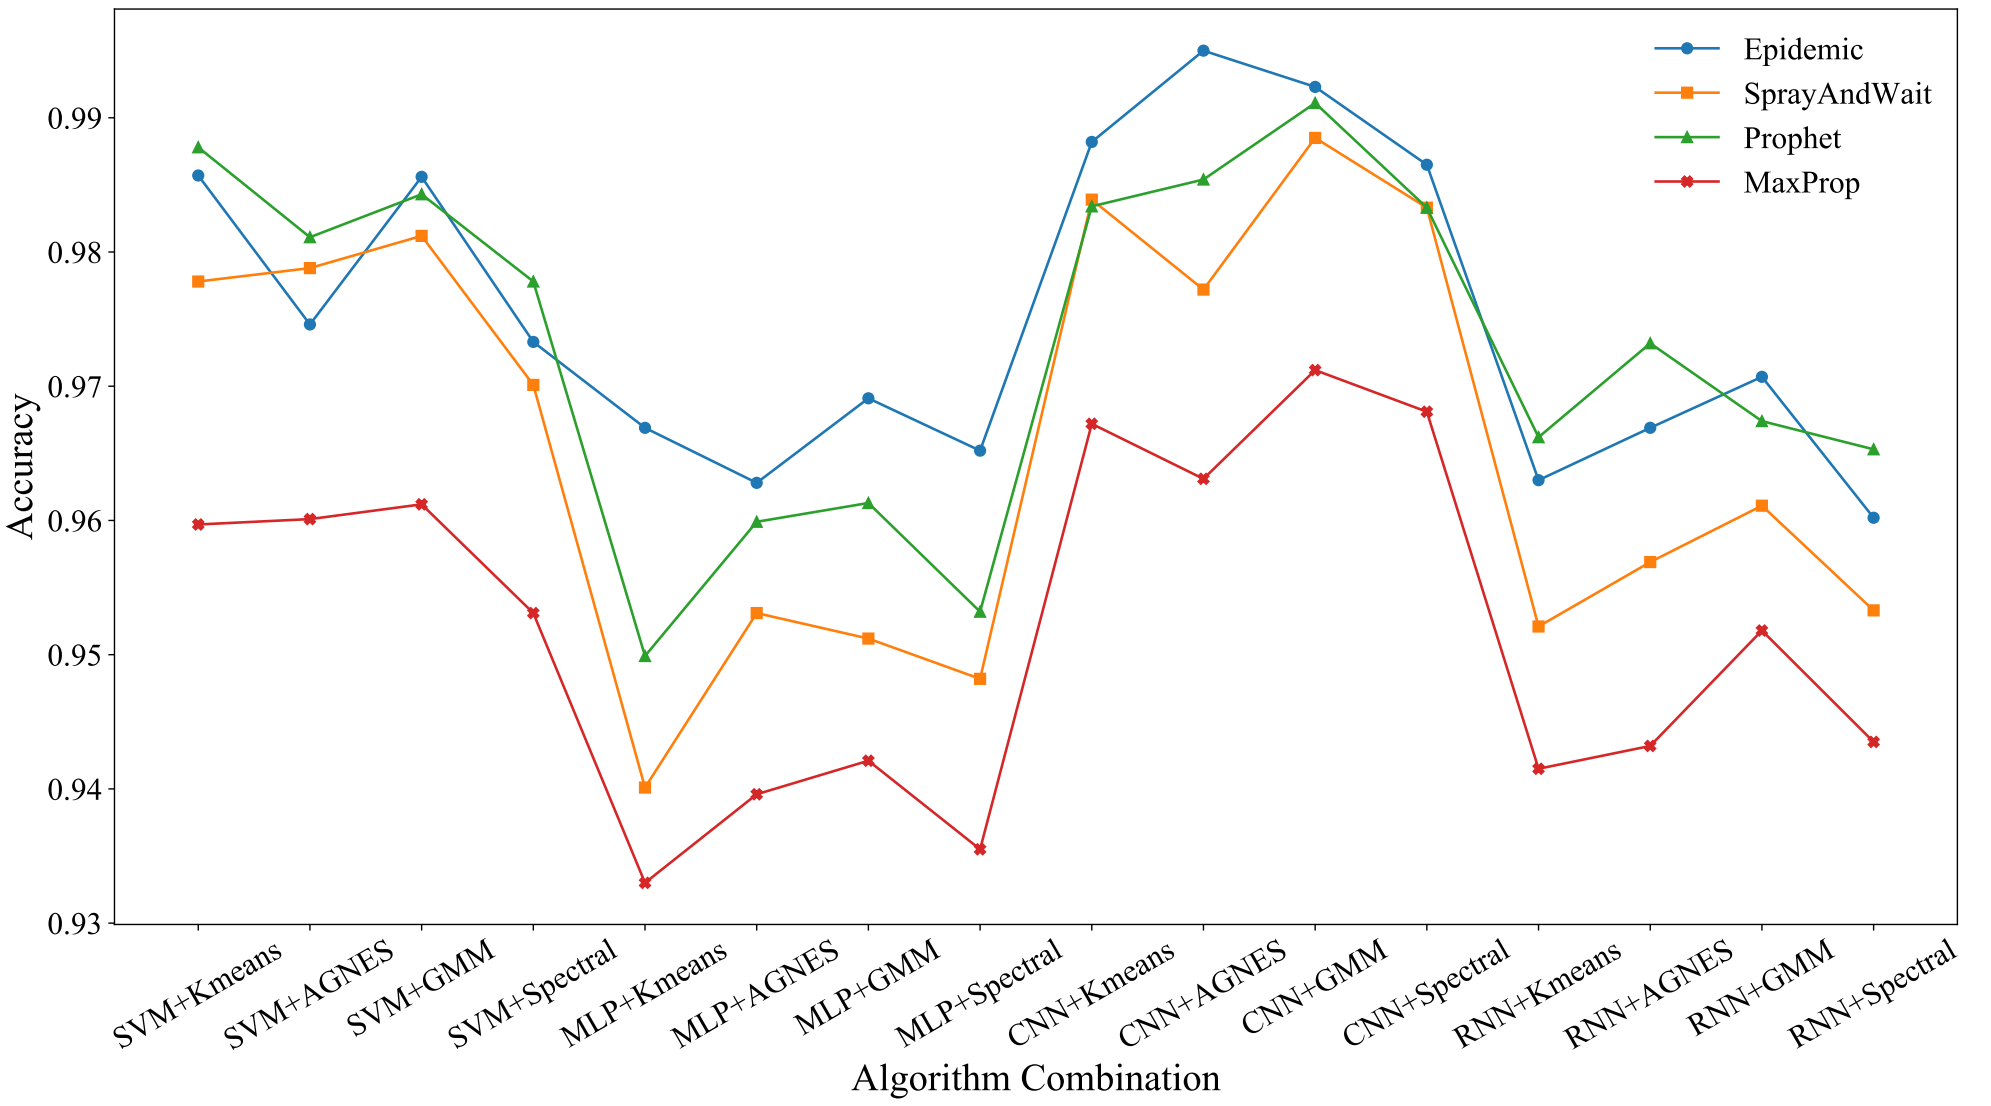 Epidemic
SprayAndWait
Prophet
MaxProp
Accuracy
0.99
0.98
0.97
0.96
0.95
0.94
0.93
SVM+Kmeans
SVM+AGNES
SVM+GMM
SVM+Spectral
MLP+Kmeans
MLP+AGNES
MLP+GMM
MLP+Spectral
CNN+Kmeans
CNN+AGNES
CNN+GMM
CNN+Spectral
RNN+Kmeans
RNN+AGNES
RNN+GMM
RNN+Spectral
Algorithm Combination